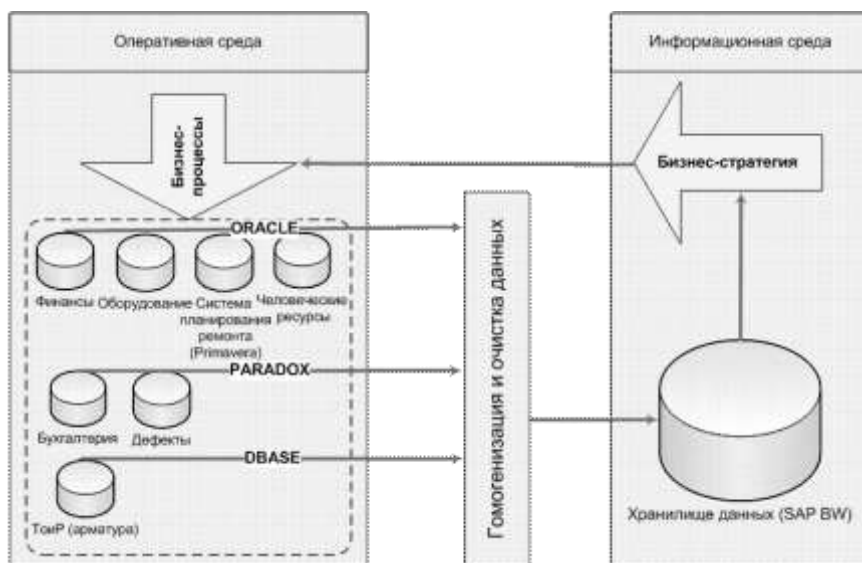 Оперативная среда
Информационная среда
Бизнес-
процессы
Бизнес-стратегия
ORACLE
Финансы
Оборудование
Система
планирования
ремонта
(Primavera)
Человеческие
ресурсы
PARADOX
Бухгалтерия
Дефекты
DBASE
ТоиР (арматура)
Гомогенизация и очистка данных
Хранилище данных (SAP BW)